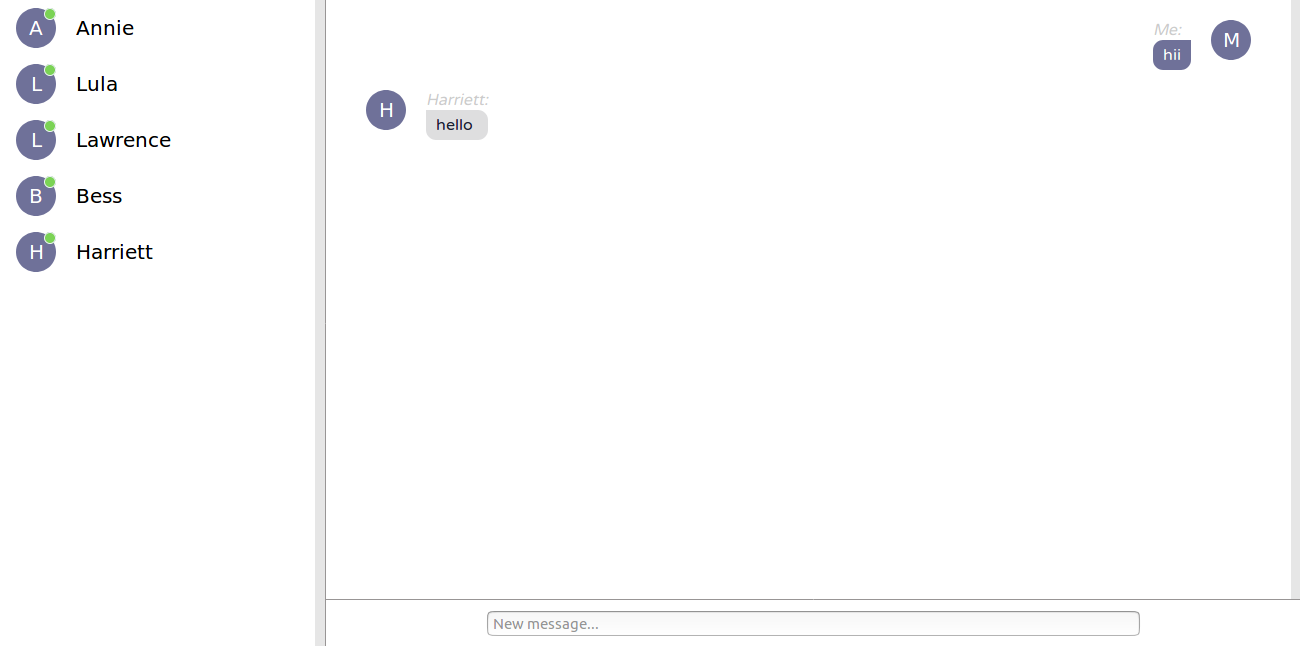 A Annie
L Lula
L Lawrence
B Bess
H Harriett
Me:
hii
M
Harriett:
H
hello
New message...